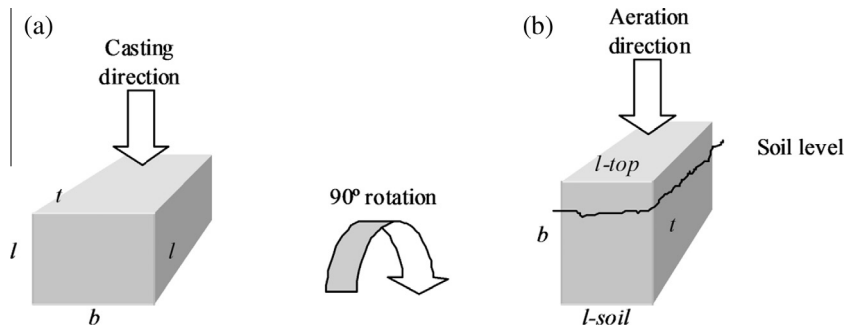 (a)
Casting
direction
t
l
l
b
90º rotation
(b)
Aeration
direction
Soil level
l-top
b
t
l-soil